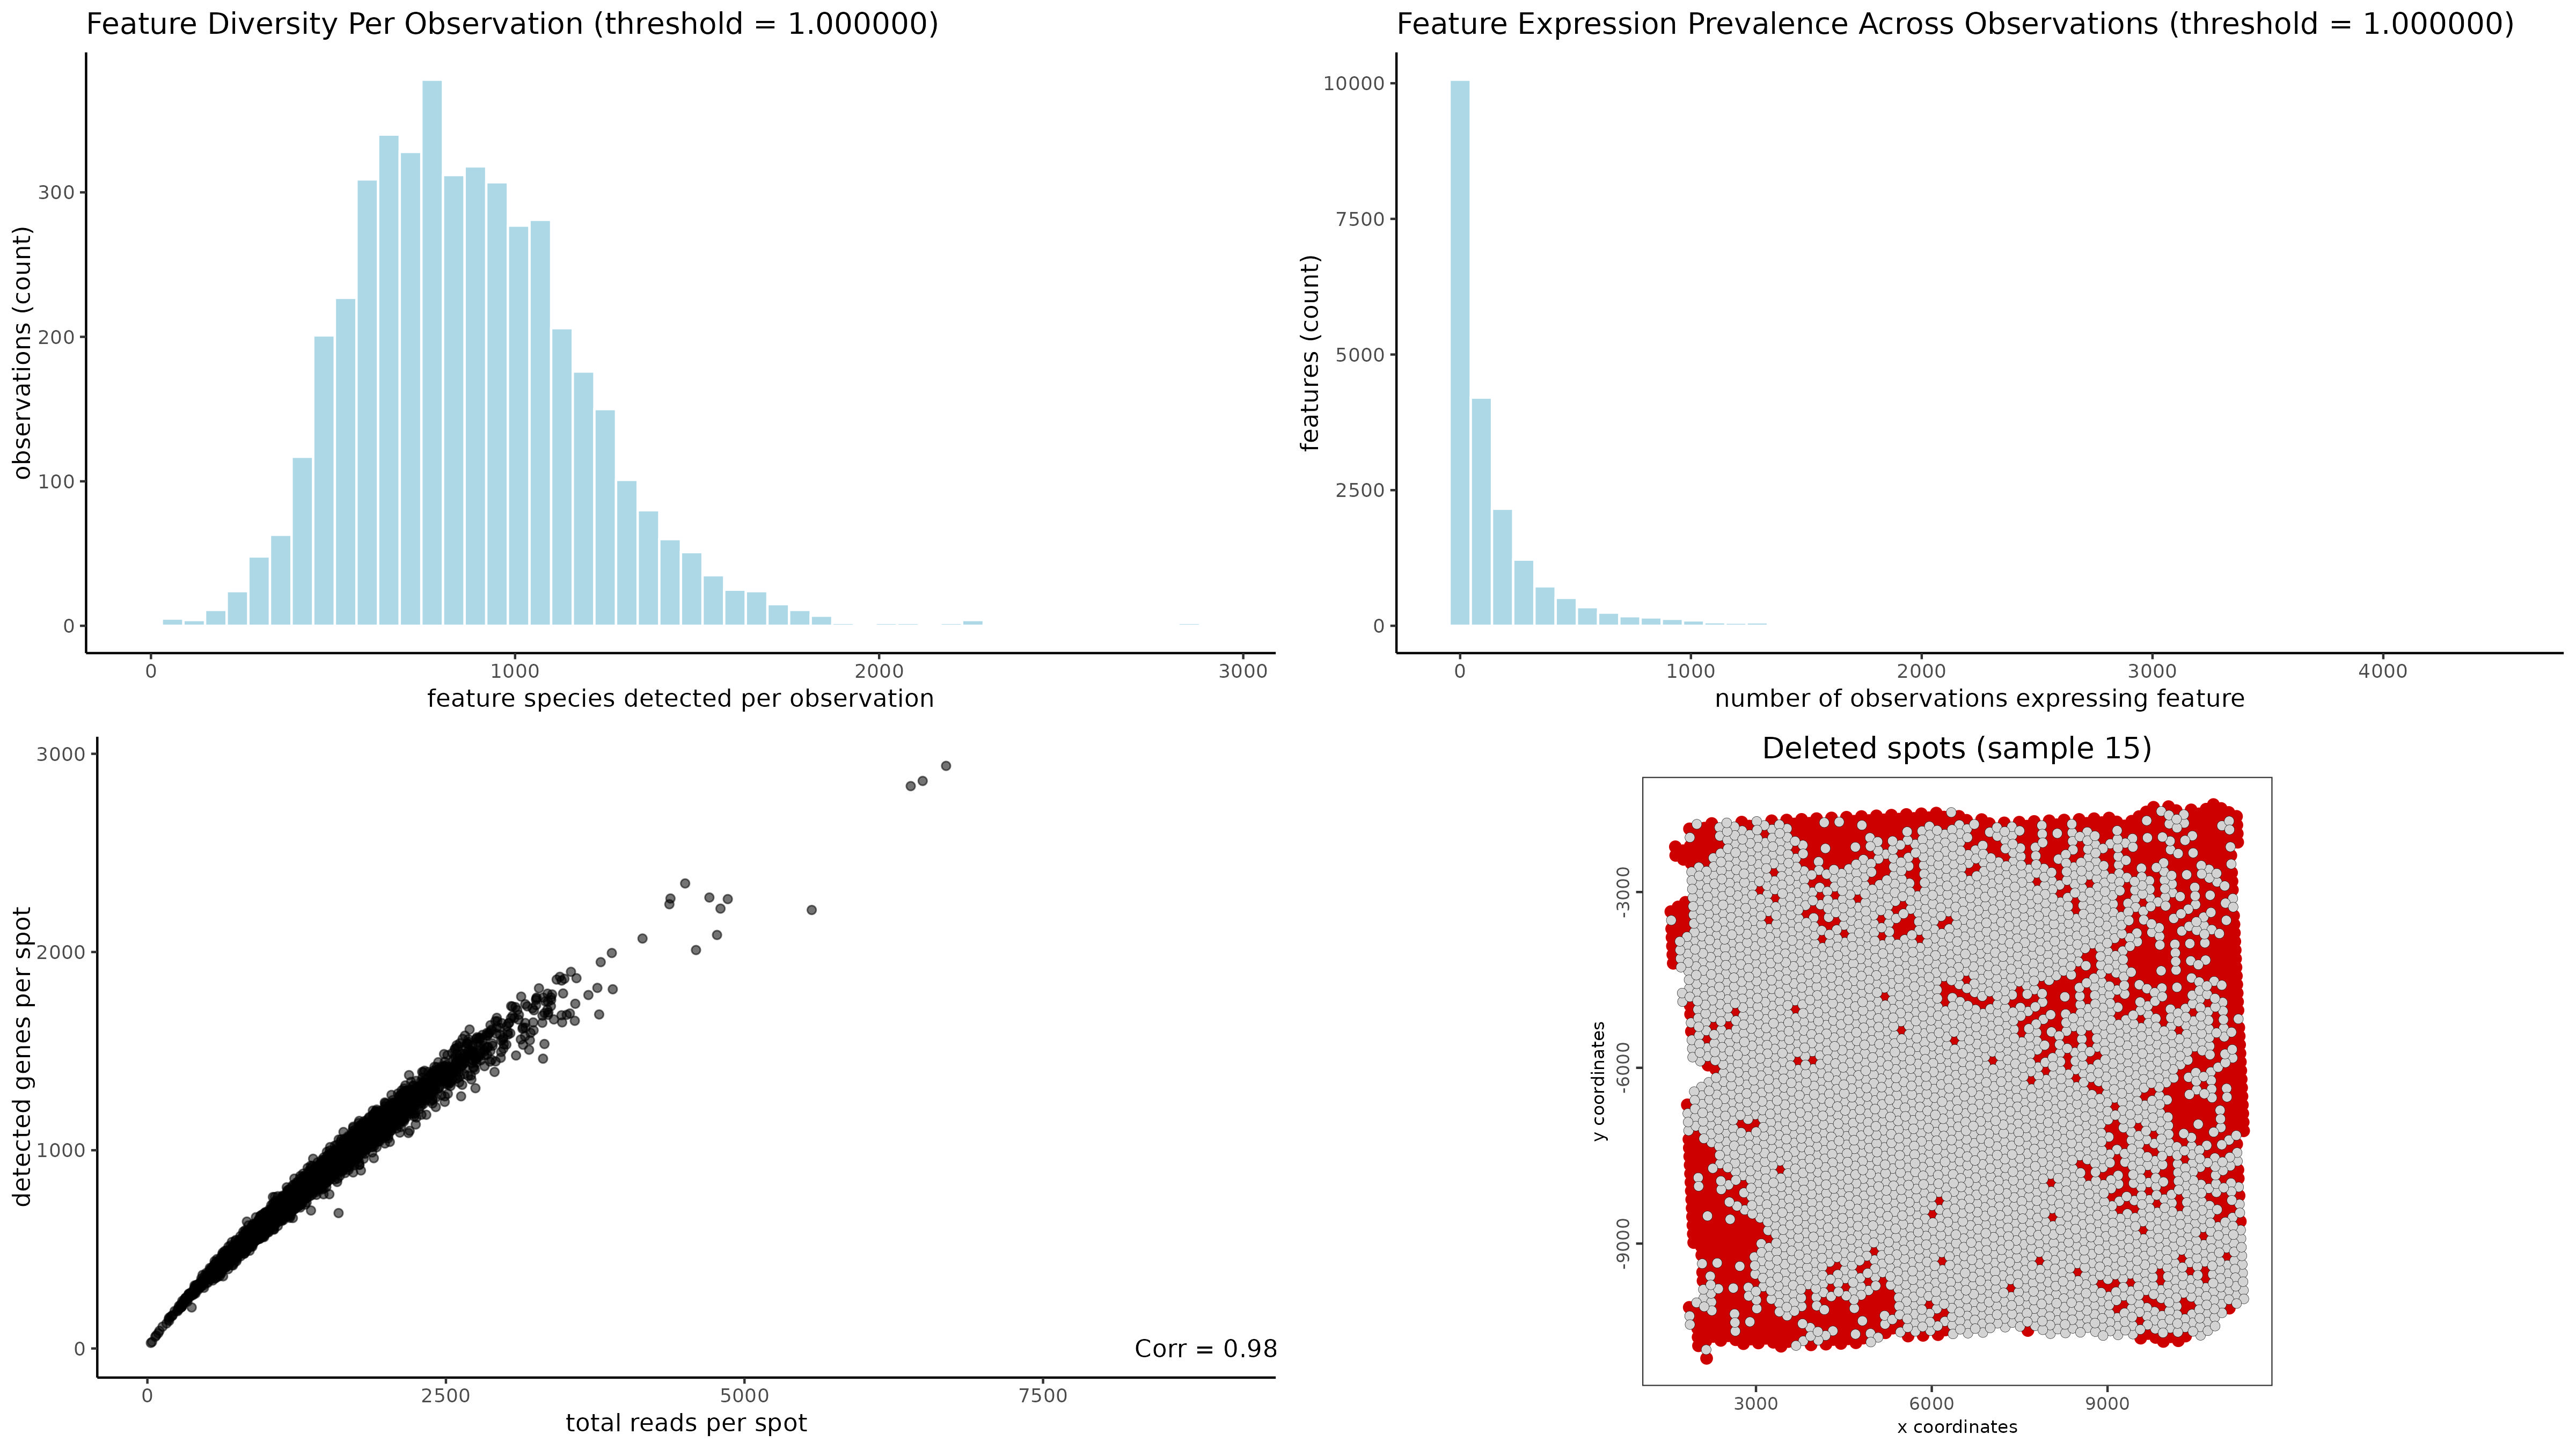 Feature Diversity Per Observation (threshold = 1.000000)
observations (count)
300
200
100
0
0 1000 2000 3000
feature species detected per observation
Feature Expression Prevalence Across Observations (threshold = 1.000000)
features (count)
10000
7500
5000
2500
0
0 1000 2000 3000 4000
number of observations expressing feature
detected genes per spot
3000
2000
1000
0
Corr = 0.98
0 2500 5000 7500
total reads per spot
Deleted spots (sample 15)
y coordinates
-3000
-6000
-9000
3000 6000 9000
x coordinates